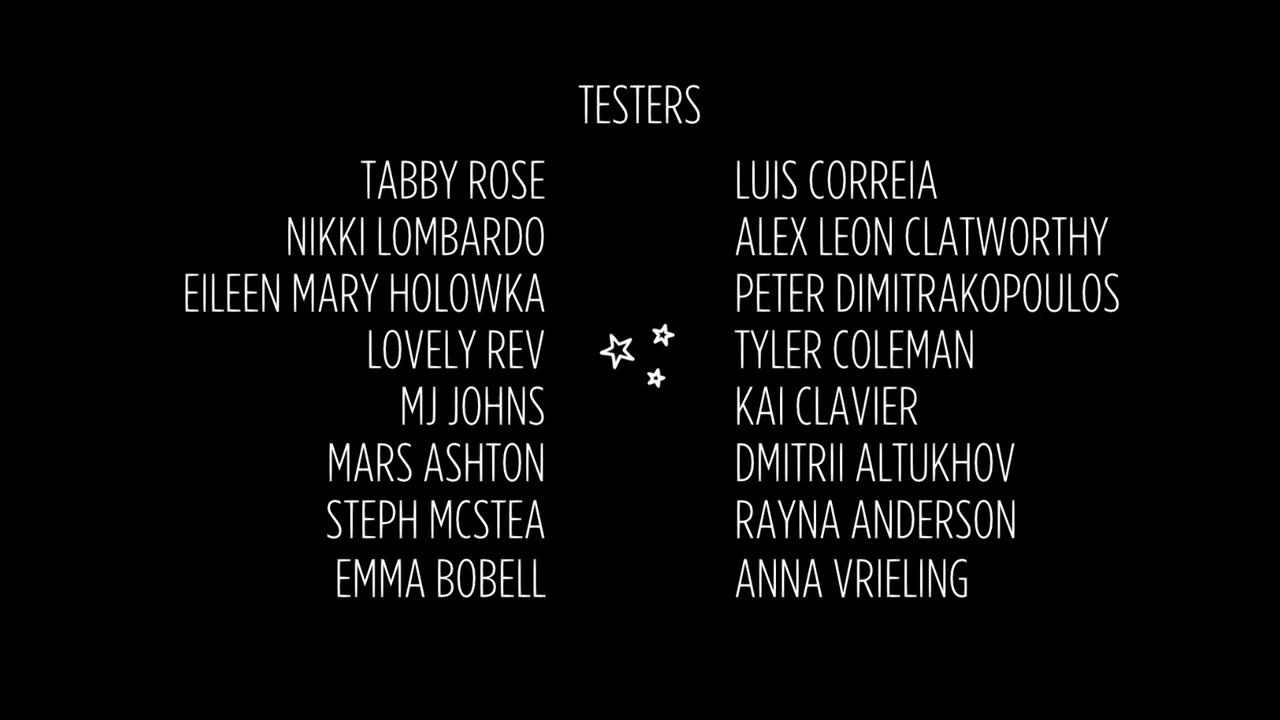 TESTERS
TABBY ROSE
NIKKI LOMBARDO
EILEEN MARY HOLOWKA
LOVELY REV
MJ JOHNS
MARS ASHTON
STEPH MCSTEA
EMMA BOBELL
LUIS CORREIA
ALEX LEON CLATWORTHY
PETER DIMITRAKOPOULOS
TYLER COLEMAN
KAI CLAVIER
DMITRII ALTUKHOV
RAYNA ANDERSON
ANNA VRIELING